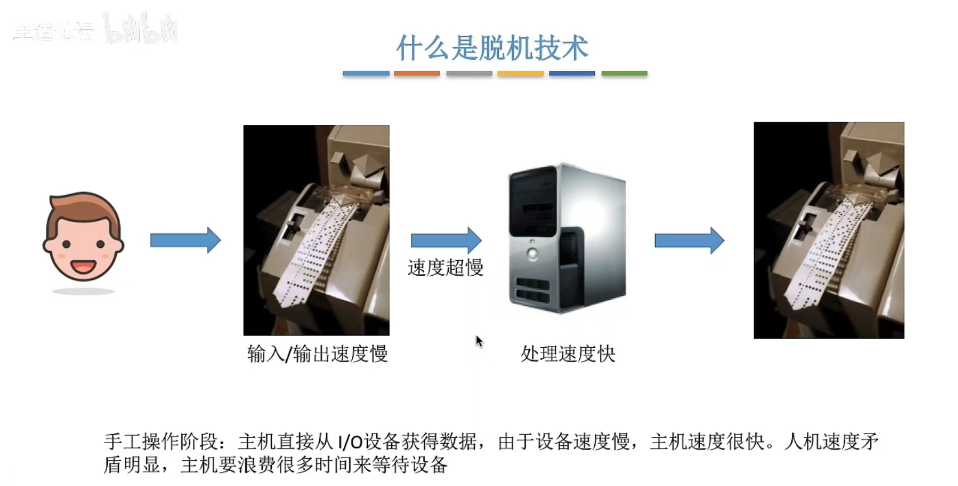 bilibili
什么是脱机技术
速度超慢
输入/输出速度慢
处理速度快
手工操作阶段：主机直接从 I/O设备获得数据，由于设备速度慢，主机速度很快。人机速度矛
盾明显，主机要浪费很多时间来等待设备